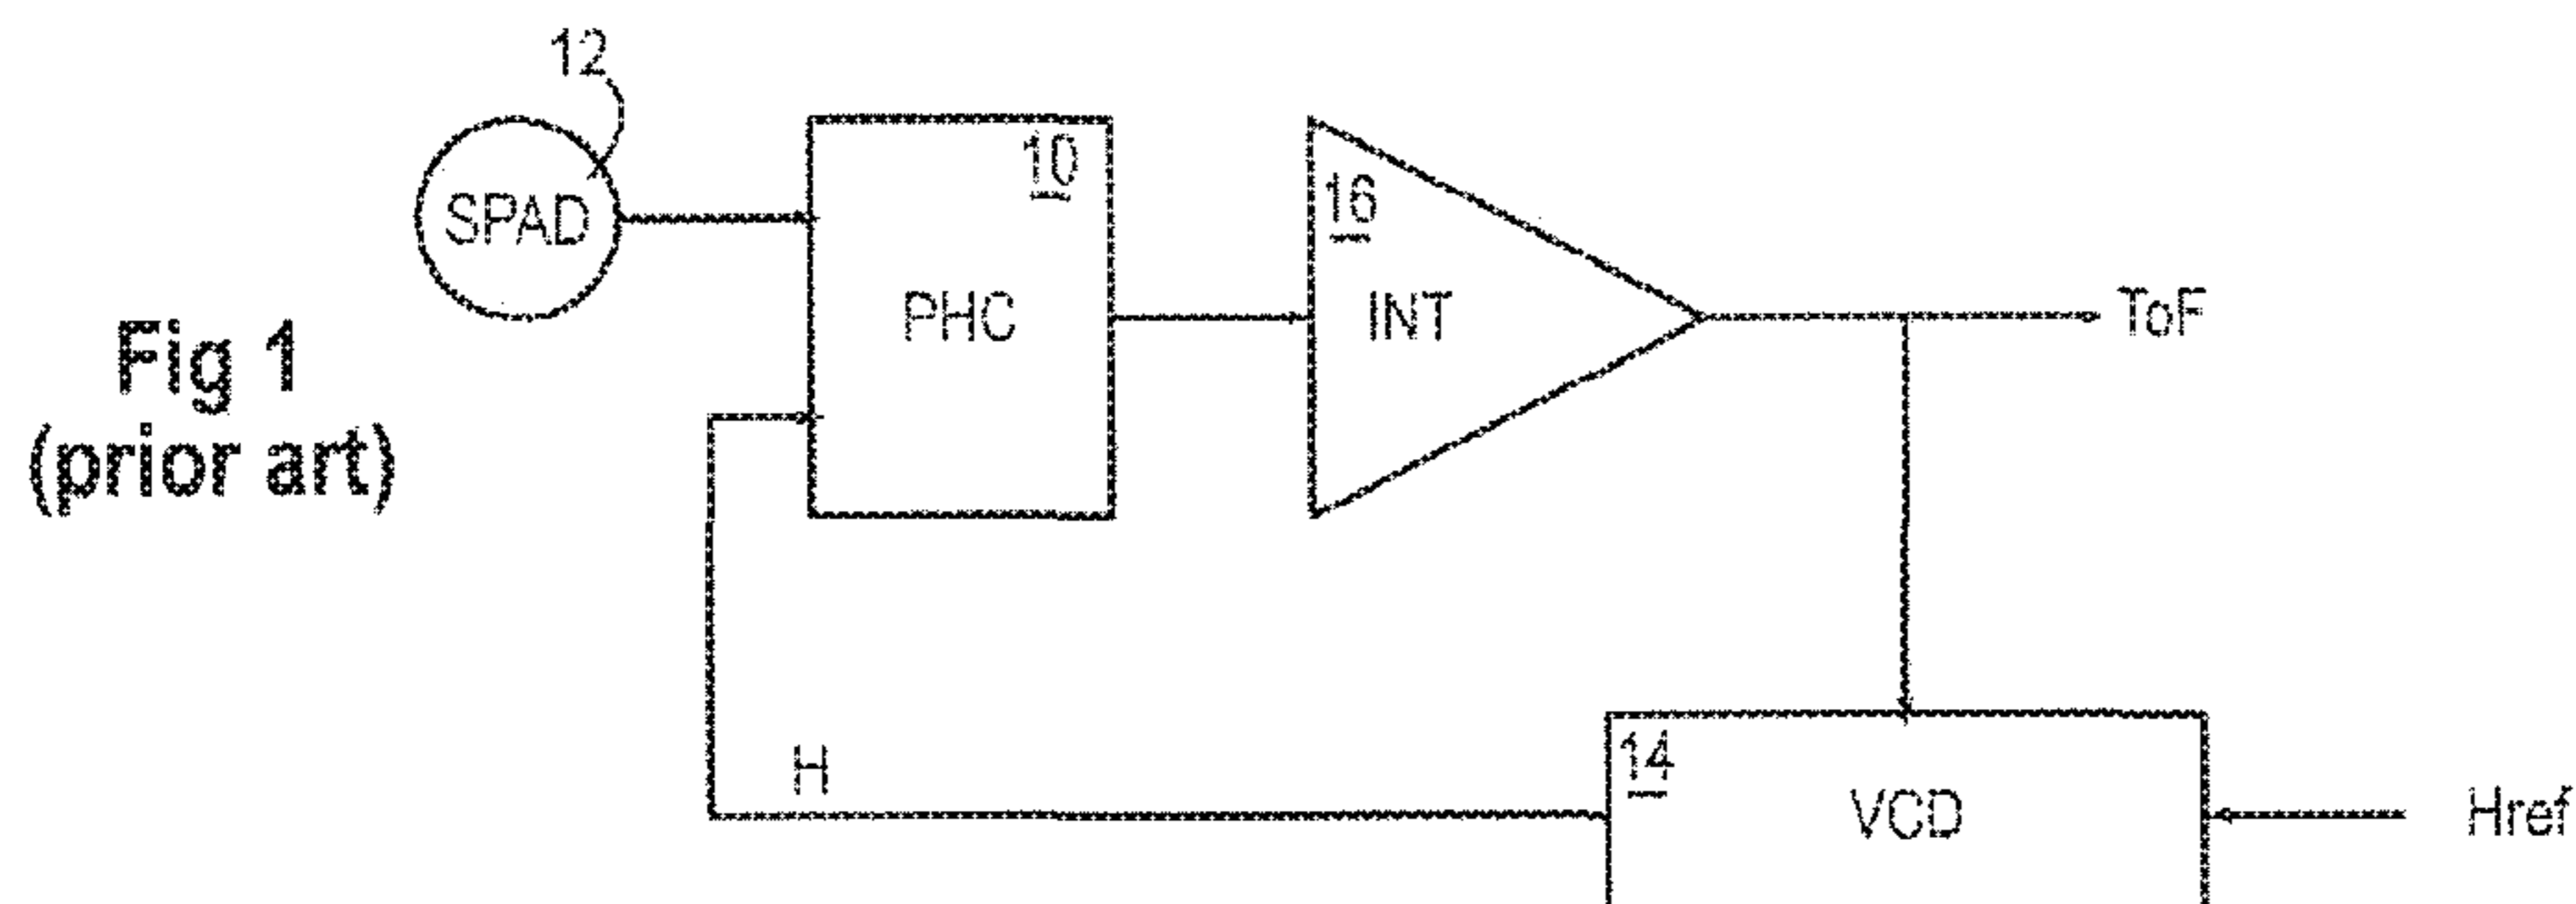 12
SPAD
10
PHC
16
INT
ToF
Fig 1
(prior art)
H
14
VCD
Href